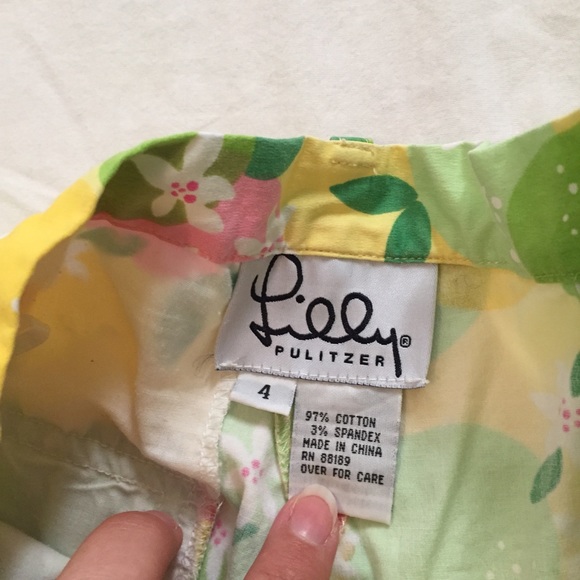 Lilly®
PULITZER
4
97% COTTON
3% SPANDEX
MADE IN CHINA
RN 88189
OVER FOR CARE